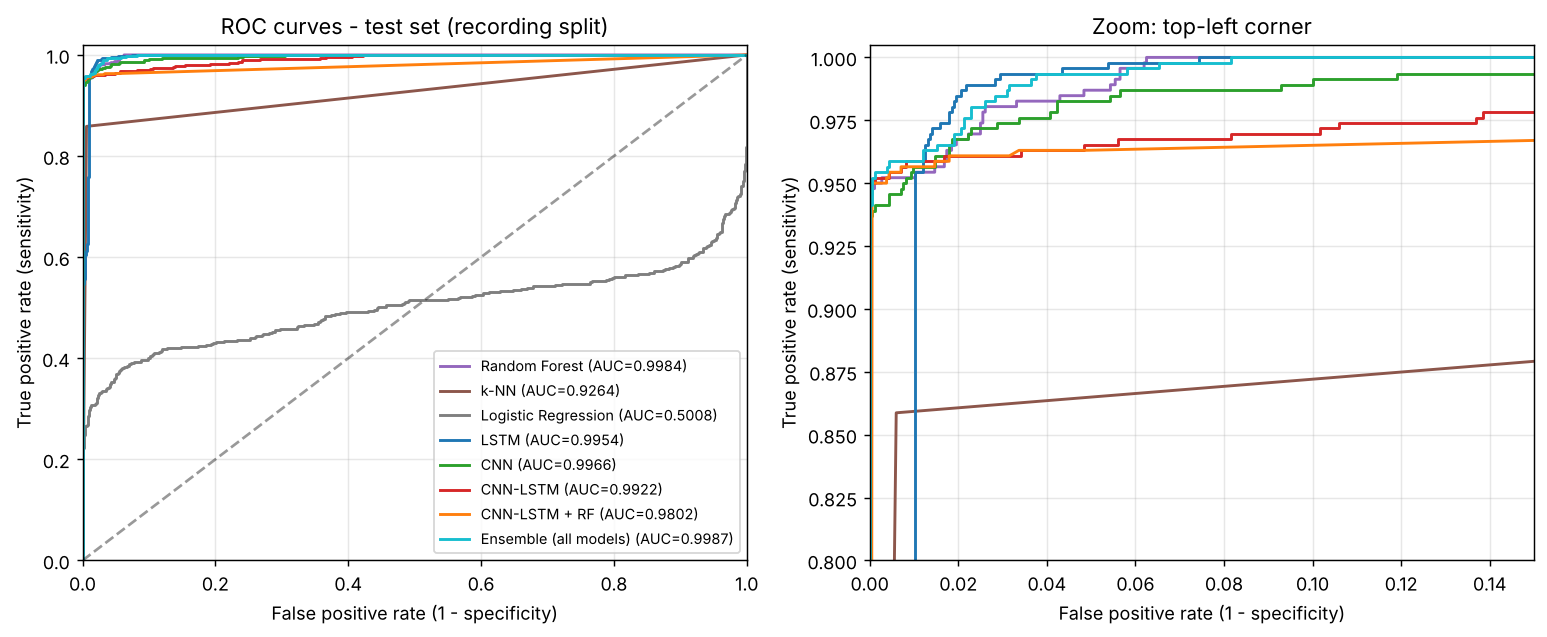 ROC curves - test set (recording split)
True positive rate (sensitivity)
1.0
0.8
0.6
0.4
0.2
0.0
Random Forest (AUC=0.9984)
k-NN (AUC=0.9264)
Logistic Regression (AUC=0.5008)
LSTM (AUC=0.9954)
CNN (AUC=0.9966)
CNN-LSTM (AUC=0.9922)
CNN-LSTM + RF (AUC=0.9802)
Ensemble (all models) (AUC=0.9987)
0.0 0.2 0.4 0.6 0.8 1.0
False positive rate (1 - specificity)
Zoom: top-left corner
True positive rate (sensitivity)
1.000
0.975
0.950
0.925
0.900
0.875
0.850
0.825
0.800
0.00 0.02 0.04 0.06 0.08 0.10 0.12 0.14
False positive rate (1 - specificity)